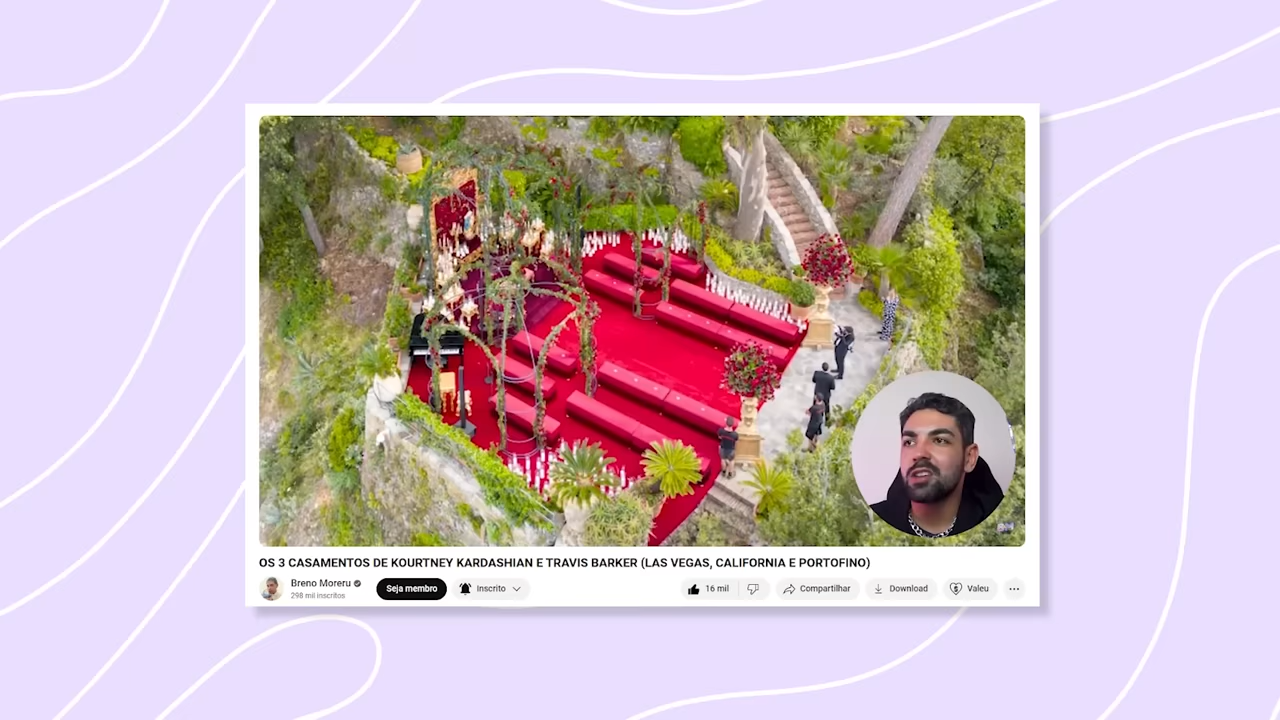 OS 3 CASAMENTOS DE KOURTNEY KARDASHIAN E TRAVIS BARKER (LAS VEGAS, CALIFORNIA E PORTOFINO)
Breno Moreru
298 mil inscritos
Seja membro
Inscrito
16 mil
Compartilhar
Download
Valeu